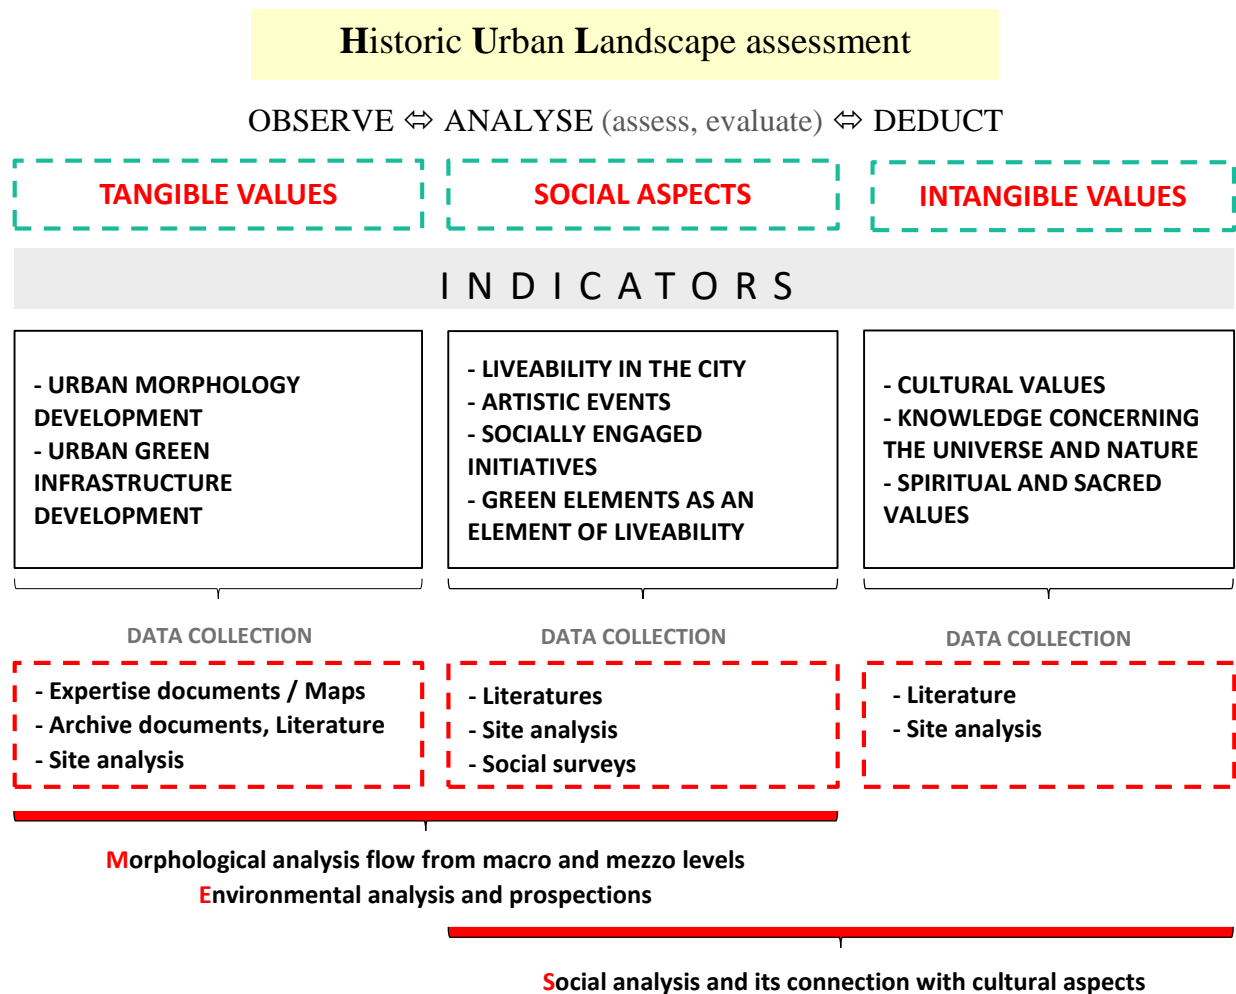 Historic Urban Landscape assessment
OBSERVE ⇔ ANALYSE (assess, evaluate) ⇔ DEDUCT
TANGIBLE VALUES
SOCIAL ASPECTS
INTANGIBLE VALUES
INDICATORS
- URBAN MORPHOLOGY
DEVELOPMENT
- URBAN GREEN
INFRASTRUCTURE
DEVELOPMENT
- LIVEABILITY IN THE CITY
- ARTISTIC EVENTS
- SOCIALLY ENGAGED
INITIATIVES
- GREEN ELEMENTS AS AN
ELEMENT OF LIVEABILITY
- CULTURAL VALUES
- KNOWLEDGE CONCERNING
THE UNIVERSE AND NATURE
- SPIRITUAL AND SACRED
VALUES
DATA COLLECTION
DATA COLLECTION
DATA COLLECTION
- Expertise documents / Maps
- Archive documents, Literature
- Site analysis
- Literatures
- Site analysis
- Social surveys
- Literature
- Site analysis
Morphological analysis flow from macro and mezzo levels
Environmental analysis and prospections
Social analysis and its connection with cultural aspects